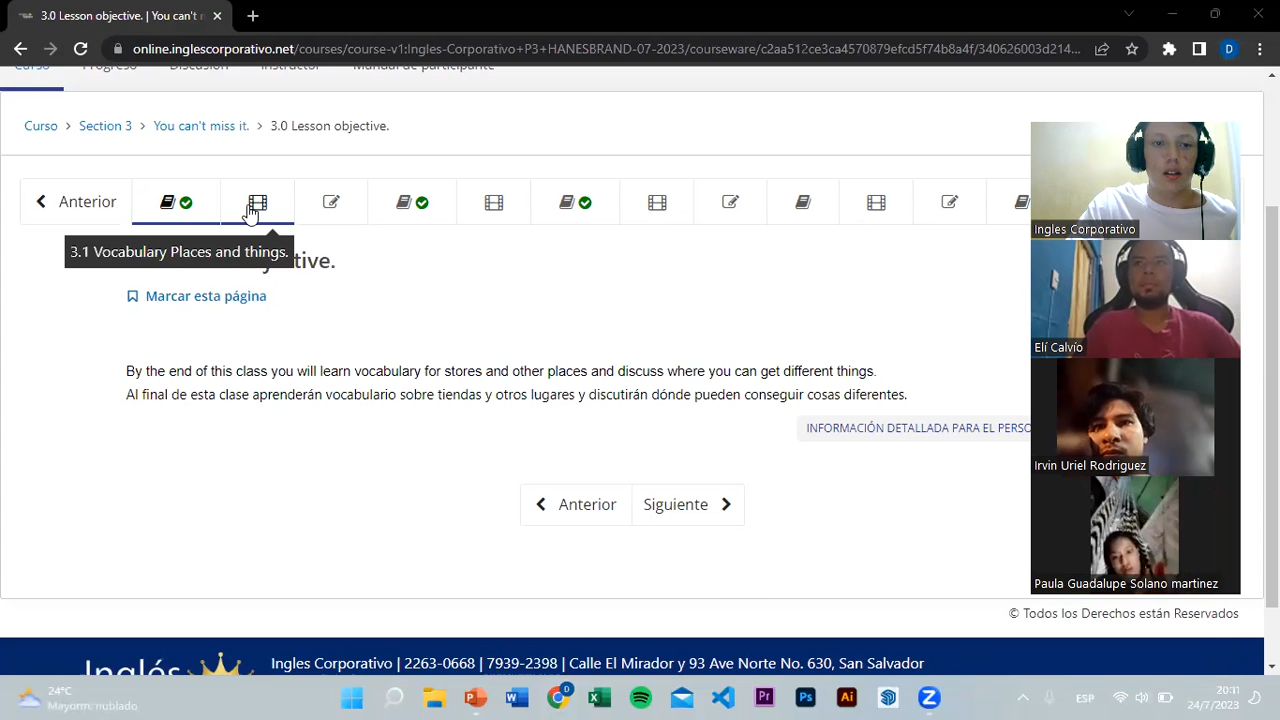 3.0 Lesson objective. | You can't m
online.inglescorporativo.net/courses/course-v1:Ingles-Corporativo+P3+HANESBRAND-07-2023/courseware/c2aa512ce3ca4570879efcd5f74b8a4f/340626003d214...
D
Curso Progreso Discusión Instructor Manual de participante
Curso > Section 3 > You can't miss it. > 3.0 Lesson objective.
Anterior
3.1 Vocabulary Places and things.
tive.
Marcar esta página
By the end of this class you will learn vocabulary for stores and other places and discuss where you can get different things.
Al final de esta clase aprenderán vocabulario sobre tiendas y otros lugares y discutirán dónde pueden conseguir cosas diferentes.
INFORMACIÓN DETALLADA PARA EL PERSO
Anterior Siguiente
Ingles Corporativo
Elí Calvío
Irvin Uriel Rodriguez
Paula Guadalupe Solano martinez
© Todos los Derechos están Reservados
Inglés
Ingles Corporativo | 2263-0668 | 7939-2398 | Calle El Mirador y 93 Ave Norte No. 630, San Salvador
24°C
Mayorm. nublado
ESP
20:11
24/7/2023